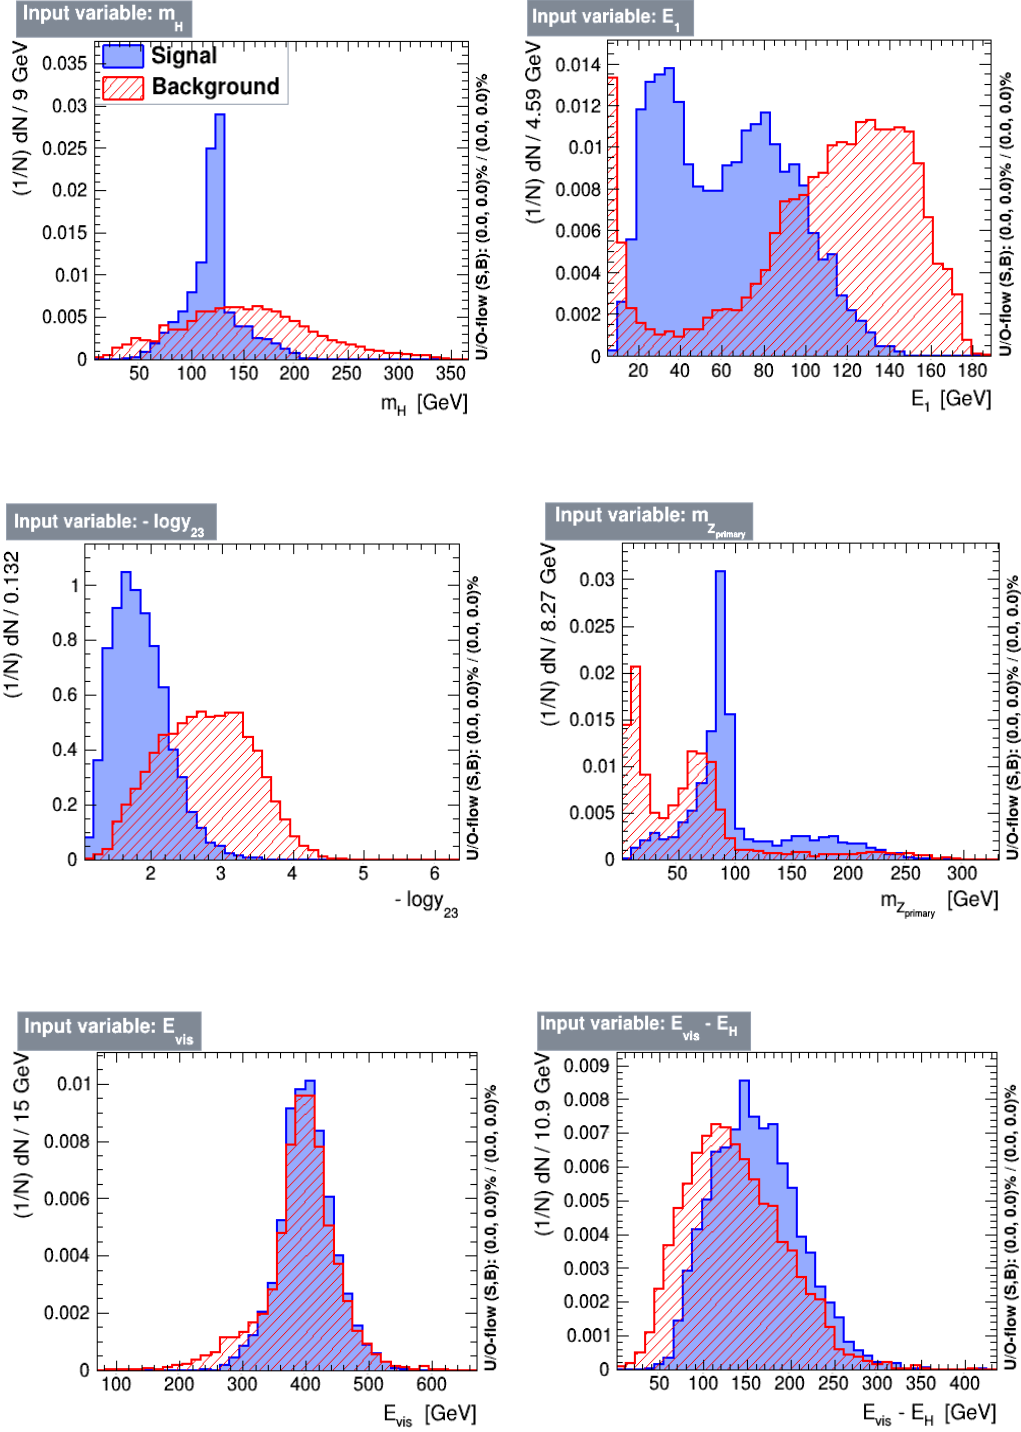 Input variable: m_H
(1/N) dN / 9 GeV
Signal
Background
0.035
0.03
0.025
0.02
0.015
0.01
0.005
0
50 100 150 200 250 300 350
m_H [GeV]
U/O-flow (S,B): (0.0, 0.0)% / (0.0, 0.0)%
Input variable: E_1
(1/N) dN / 4.59 GeV
0.014
0.012
0.01
0.008
0.006
0.004
0.002
0
20 40 60 80 100 120 140 160 180
E_1 [GeV]
U/O-flow (S,B): (0.0, 0.0)% / (0.0, 0.0)%
Input variable: - logy_23
(1/N) dN / 0.132
1
0.8
0.6
0.4
0.2
0
2 3 4 5 6
- logy_23
U/O-flow (S,B): (0.0, 0.0)% / (0.0, 0.0)%
Input variable: m_Zprimary
(1/N) dN / 8.27 GeV
0.03
0.025
0.02
0.015
0.01
0.005
0
50 100 150 200 250 300
m_Zprimary [GeV]
U/O-flow (S,B): (0.0, 0.0)% / (0.0, 0.0)%
Input variable: E_vis
(1/N) dN / 15 GeV
0.01
0.008
0.006
0.004
0.002
0
100 200 300 400 500 600
E_vis [GeV]
U/O-flow (S,B): (0.0, 0.0)% / (0.0, 0.0)%
Input variable: E_vis - E_H
(1/N) dN / 10.9 GeV
0.009
0.008
0.007
0.006
0.005
0.004
0.003
0.002
0.001
0
50 100 150 200 250 300 350 400
E_vis - E_H [GeV]
U/O-flow (S,B): (0.0, 0.0)% / (0.0, 0.0)%